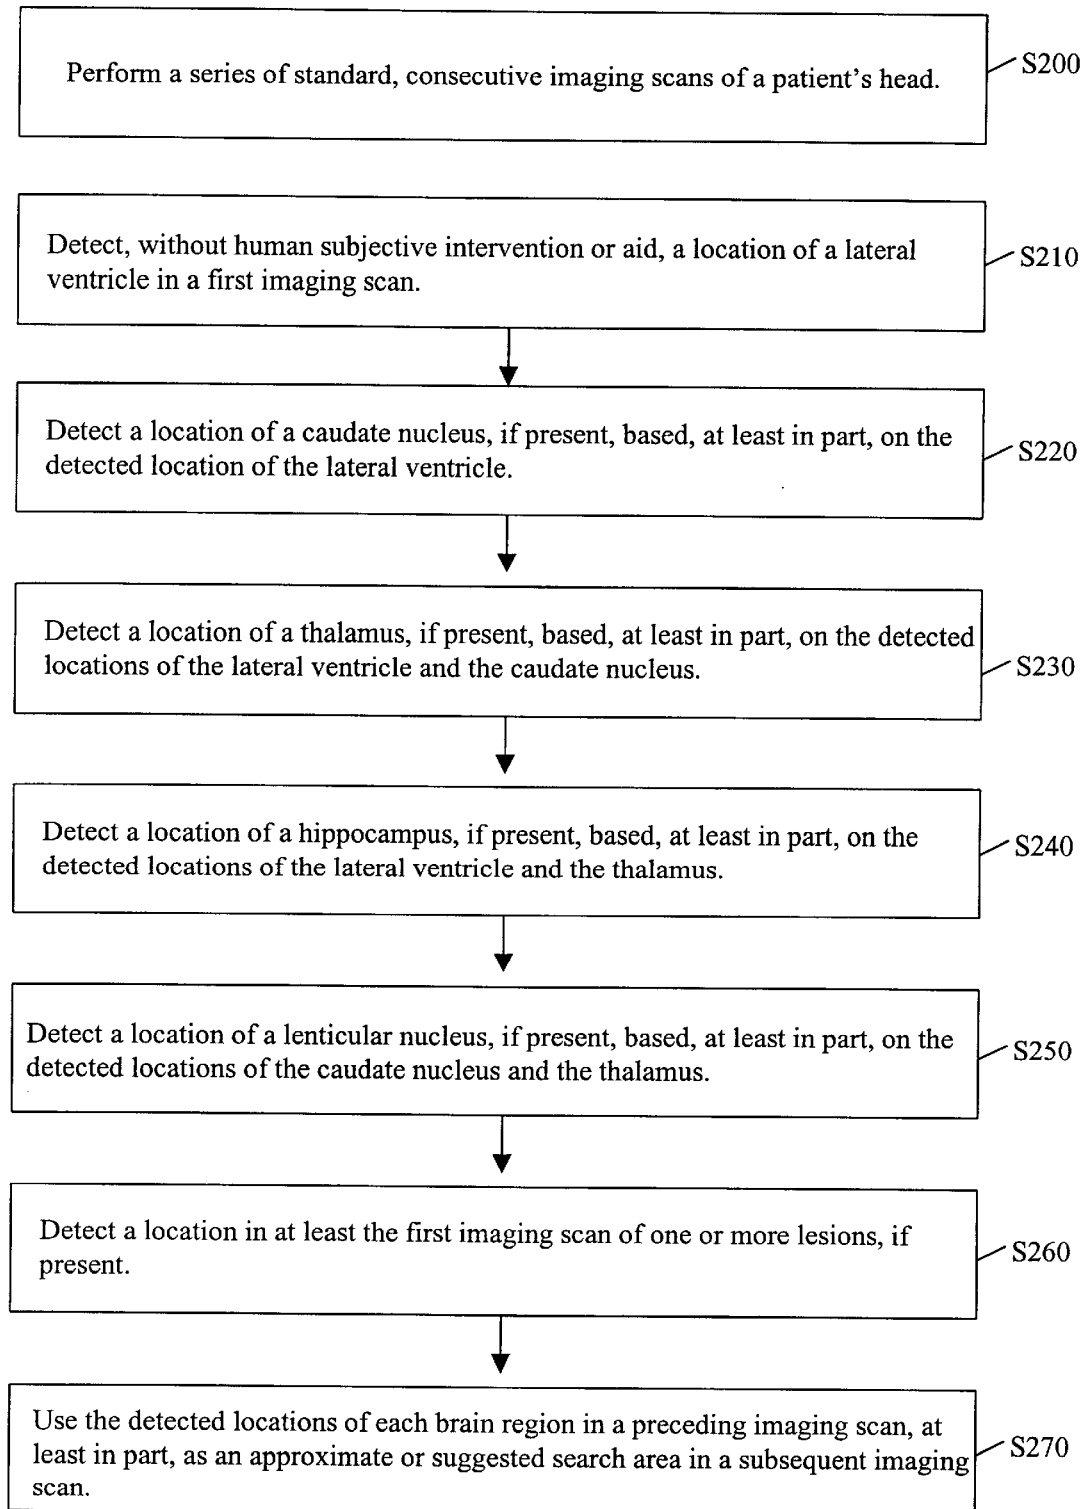 Perform a series of standard, consecutive imaging scans of a patient's head.
S200
Detect, without human subjective intervention or aid, a location of a lateral
ventricle in a first imaging scan.
S210
Detect a location of a caudate nucleus, if present, based, at least in part, on the
detected location of the lateral ventricle.
S220
Detect a location of a thalamus, if present, based, at least in part, on the detected
locations of the lateral ventricle and the caudate nucleus.
S230
Detect a location of a hippocampus, if present, based, at least in part, on the
detected locations of the lateral ventricle and the thalamus.
S240
Detect a location of a lenticular nucleus, if present, based, at least in part, on the
detected locations of the caudate nucleus and the thalamus.
S250
Detect a location in at least the first imaging scan of one or more lesions, if
present.
S260
Use the detected locations of each brain region in a preceding imaging scan, at
least in part, as an approximate or suggested search area in a subsequent imaging
scan.
S270